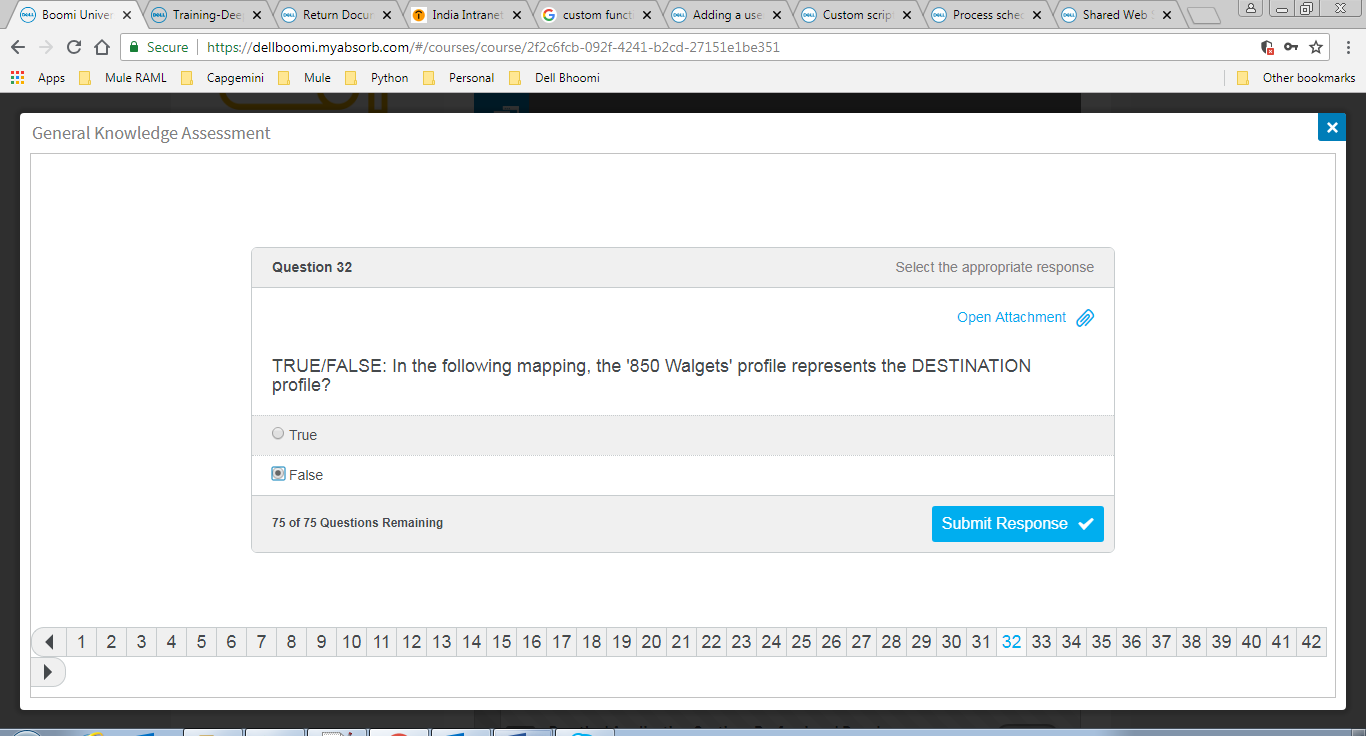 Boomi Univer
Training-Dee
Return Docur
India Intranet
custom funct
Adding a use
Custom scrip
Process sched
Shared Web S
Secure
https://dellboomi.myabsorb.com/#/courses/course/2f2c6fcb-092f-4241-b2cd-27151e1be351
Apps
Mule RAML
Capgemini
Mule
Python
Personal
Dell Bhoomi
Other bookmarks
General Knowledge Assessment
Question 32
Select the appropriate response
Open Attachment
TRUE/FALSE: In the following mapping, the '850 Walgets' profile represents the DESTINATION
profile?
True
False
75 of 75 Questions Remaining
Submit Response
1 2 3 4 5 6 7 8 9 10 11 12 13 14 15 16 17 18 19 20 21 22 23 24 25 26 27 28 29 30 31 32 33 34 35 36 37 38 39 40 41 42